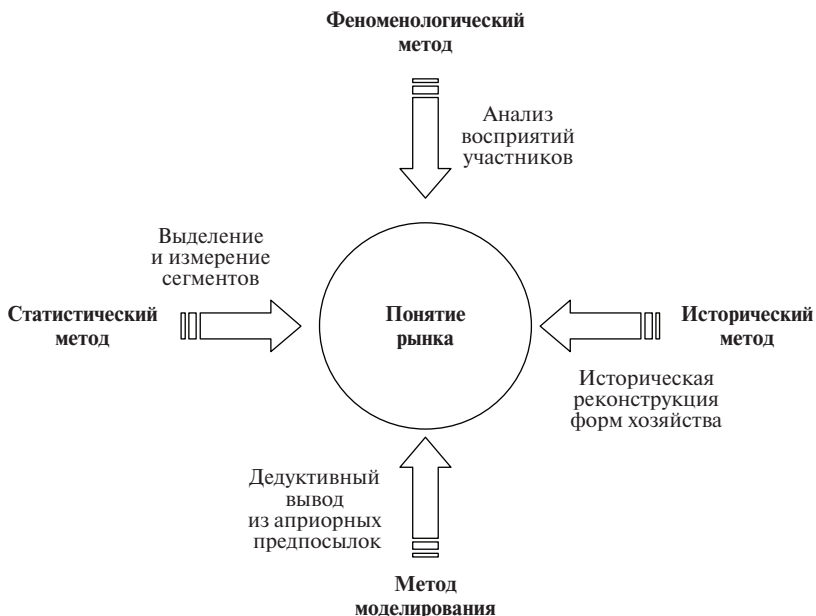 Феноменологический
метод
Анализ
восприятий
участников
Выделение
и измерение
сегментов
Статистический
метод
Понятие
рынка
Исторический
метод
Историческая
реконструкция
форм хозяйства
Дедуктивный
вывод
из априорных
предпосылок
Метод
моделирования